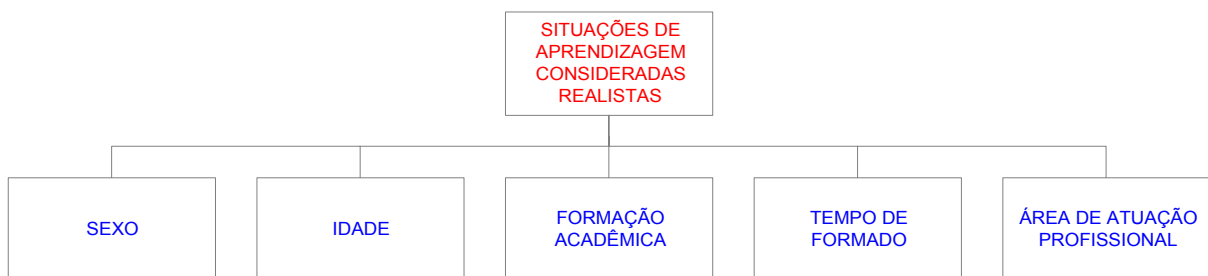 SITUAÇÕES DE
APRENDIZAGEM
CONSIDERADAS
REALISTAS
SEXO
IDADE
FORMAÇÃO
ACADÊMICA
TEMPO DE
FORMADO
ÁREA DE ATUAÇÃO
PROFISSIONAL